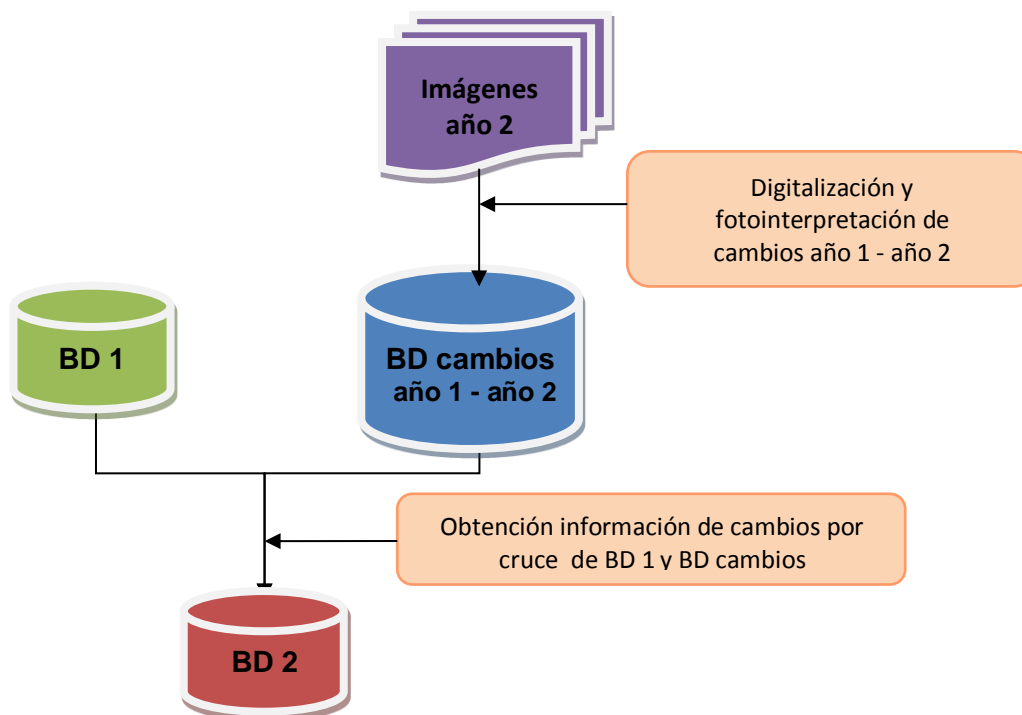 Imágenes
año 2
Digitalización y
fotointerpretación de
cambios año 1 - año 2
BD 1
BD cambios
año 1 - año 2
Obtención información de cambios por
cruce de BD 1 y BD cambios
BD 2